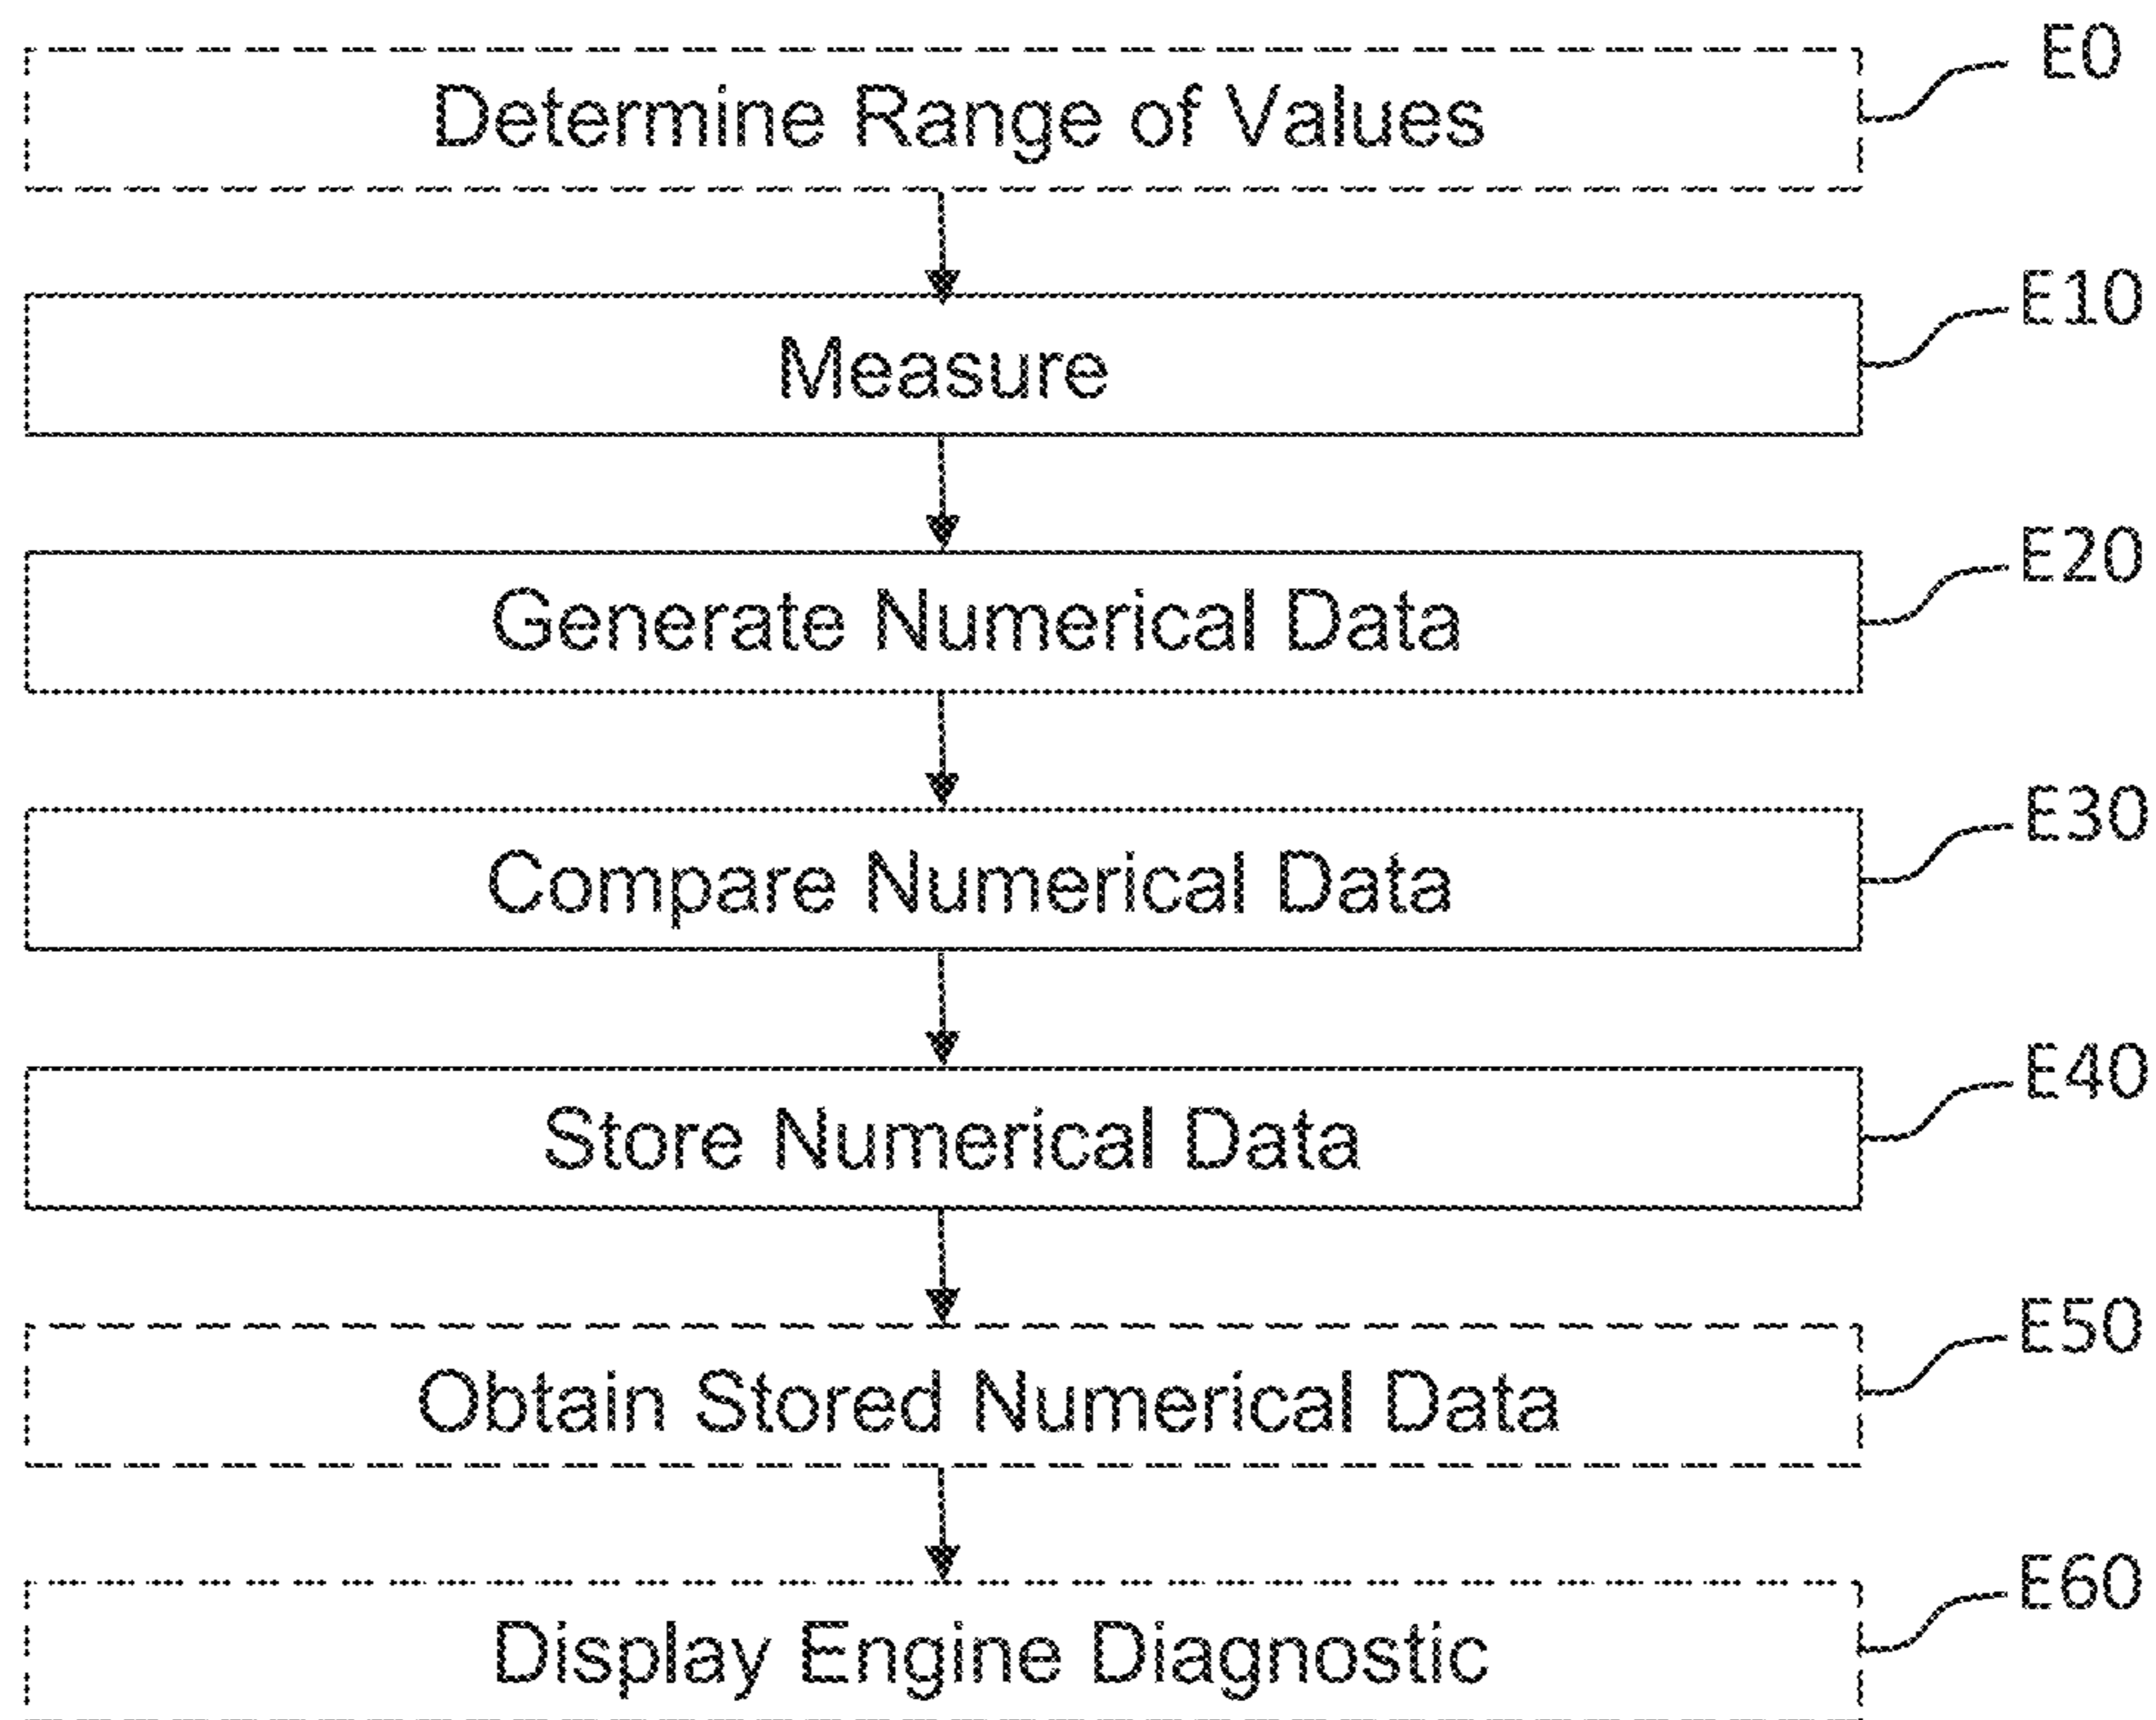 E0
Determine Range of Values
E10
Measure
E20
Generate Numerical Data
E30
Compare Numerical Data
E40
Store Numerical Data
E50
Obtain Stored Numerical Data
E60
Display Engine Diagnostic